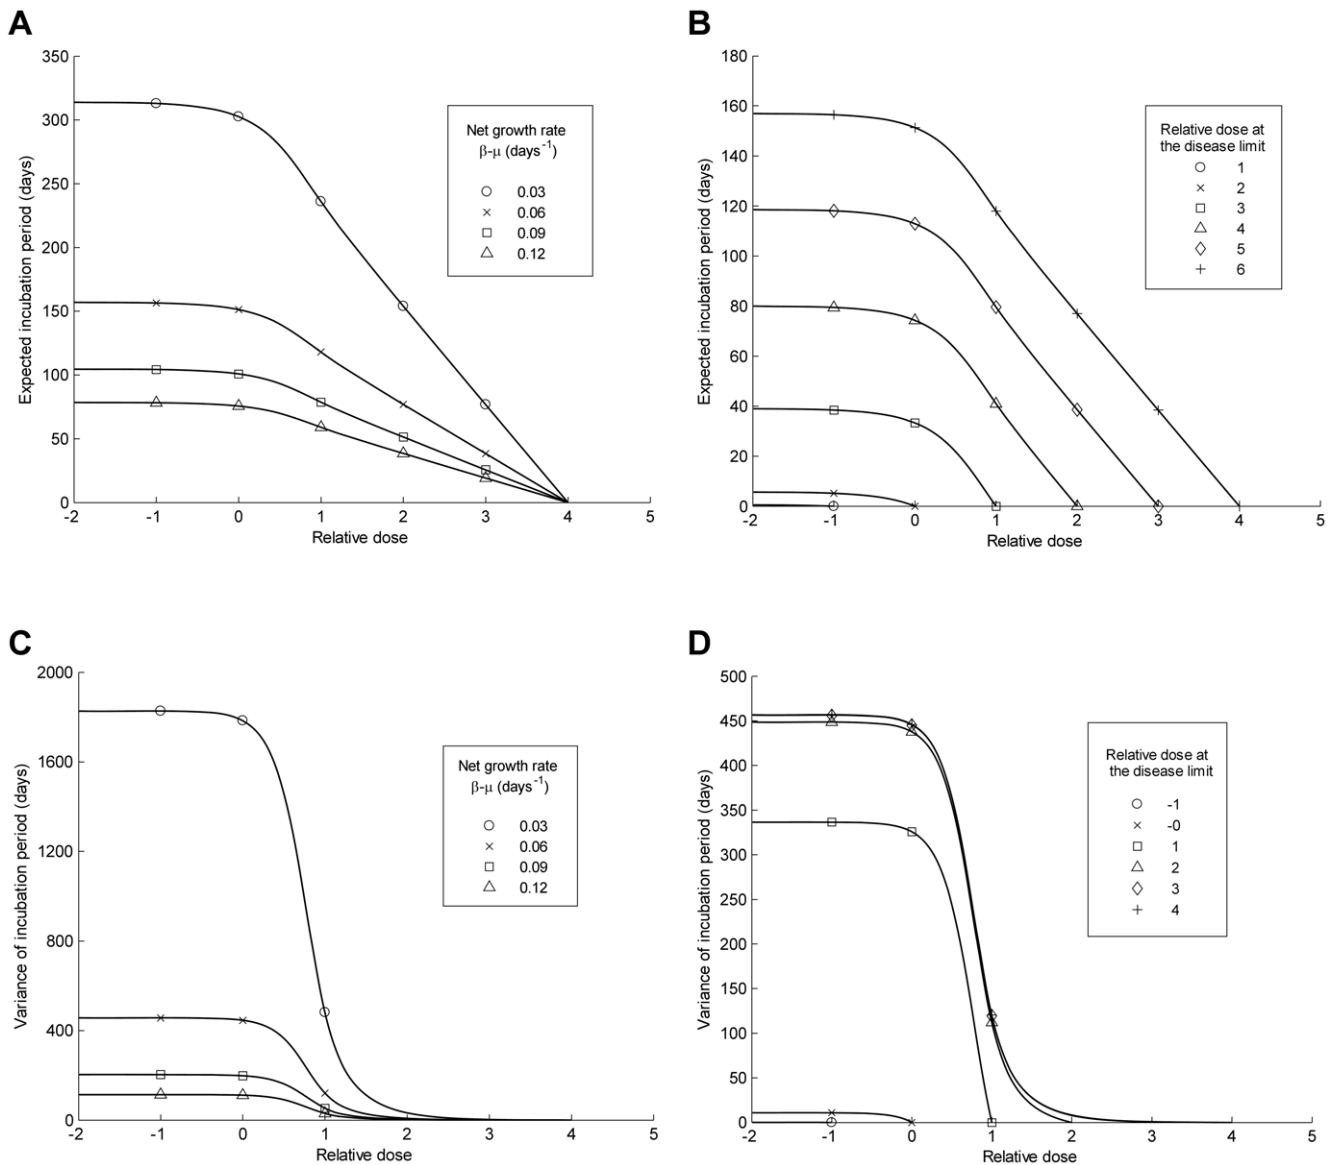 A
350
300
250
200
150
100
50
0
Expected incubation period (days)
-2 -1 0 1 2 3 4 5
Relative dose
Net growth rate
β-μ (days⁻¹)
0.03
0.06
0.09
0.12
B
180
160
140
120
100
80
60
40
20
0
Expected incubation period (days)
-2 -1 0 1 2 3 4 5
Relative dose
Relative dose at
the disease limit
1
2
3
4
5
6
C
2000
1600
1200
800
400
0
Variance of incubation period (days)
-2 -1 0 1 2 3 4 5
Relative dose
Net growth rate
β-μ (days⁻¹)
0.03
0.06
0.09
0.12
D
500
450
400
350
300
250
200
150
100
50
0
Variance of incubation period (days)
-2 -1 0 1 2 3 4 5
Relative dose
Relative dose at
the disease limit
-1
-0
1
2
3
4